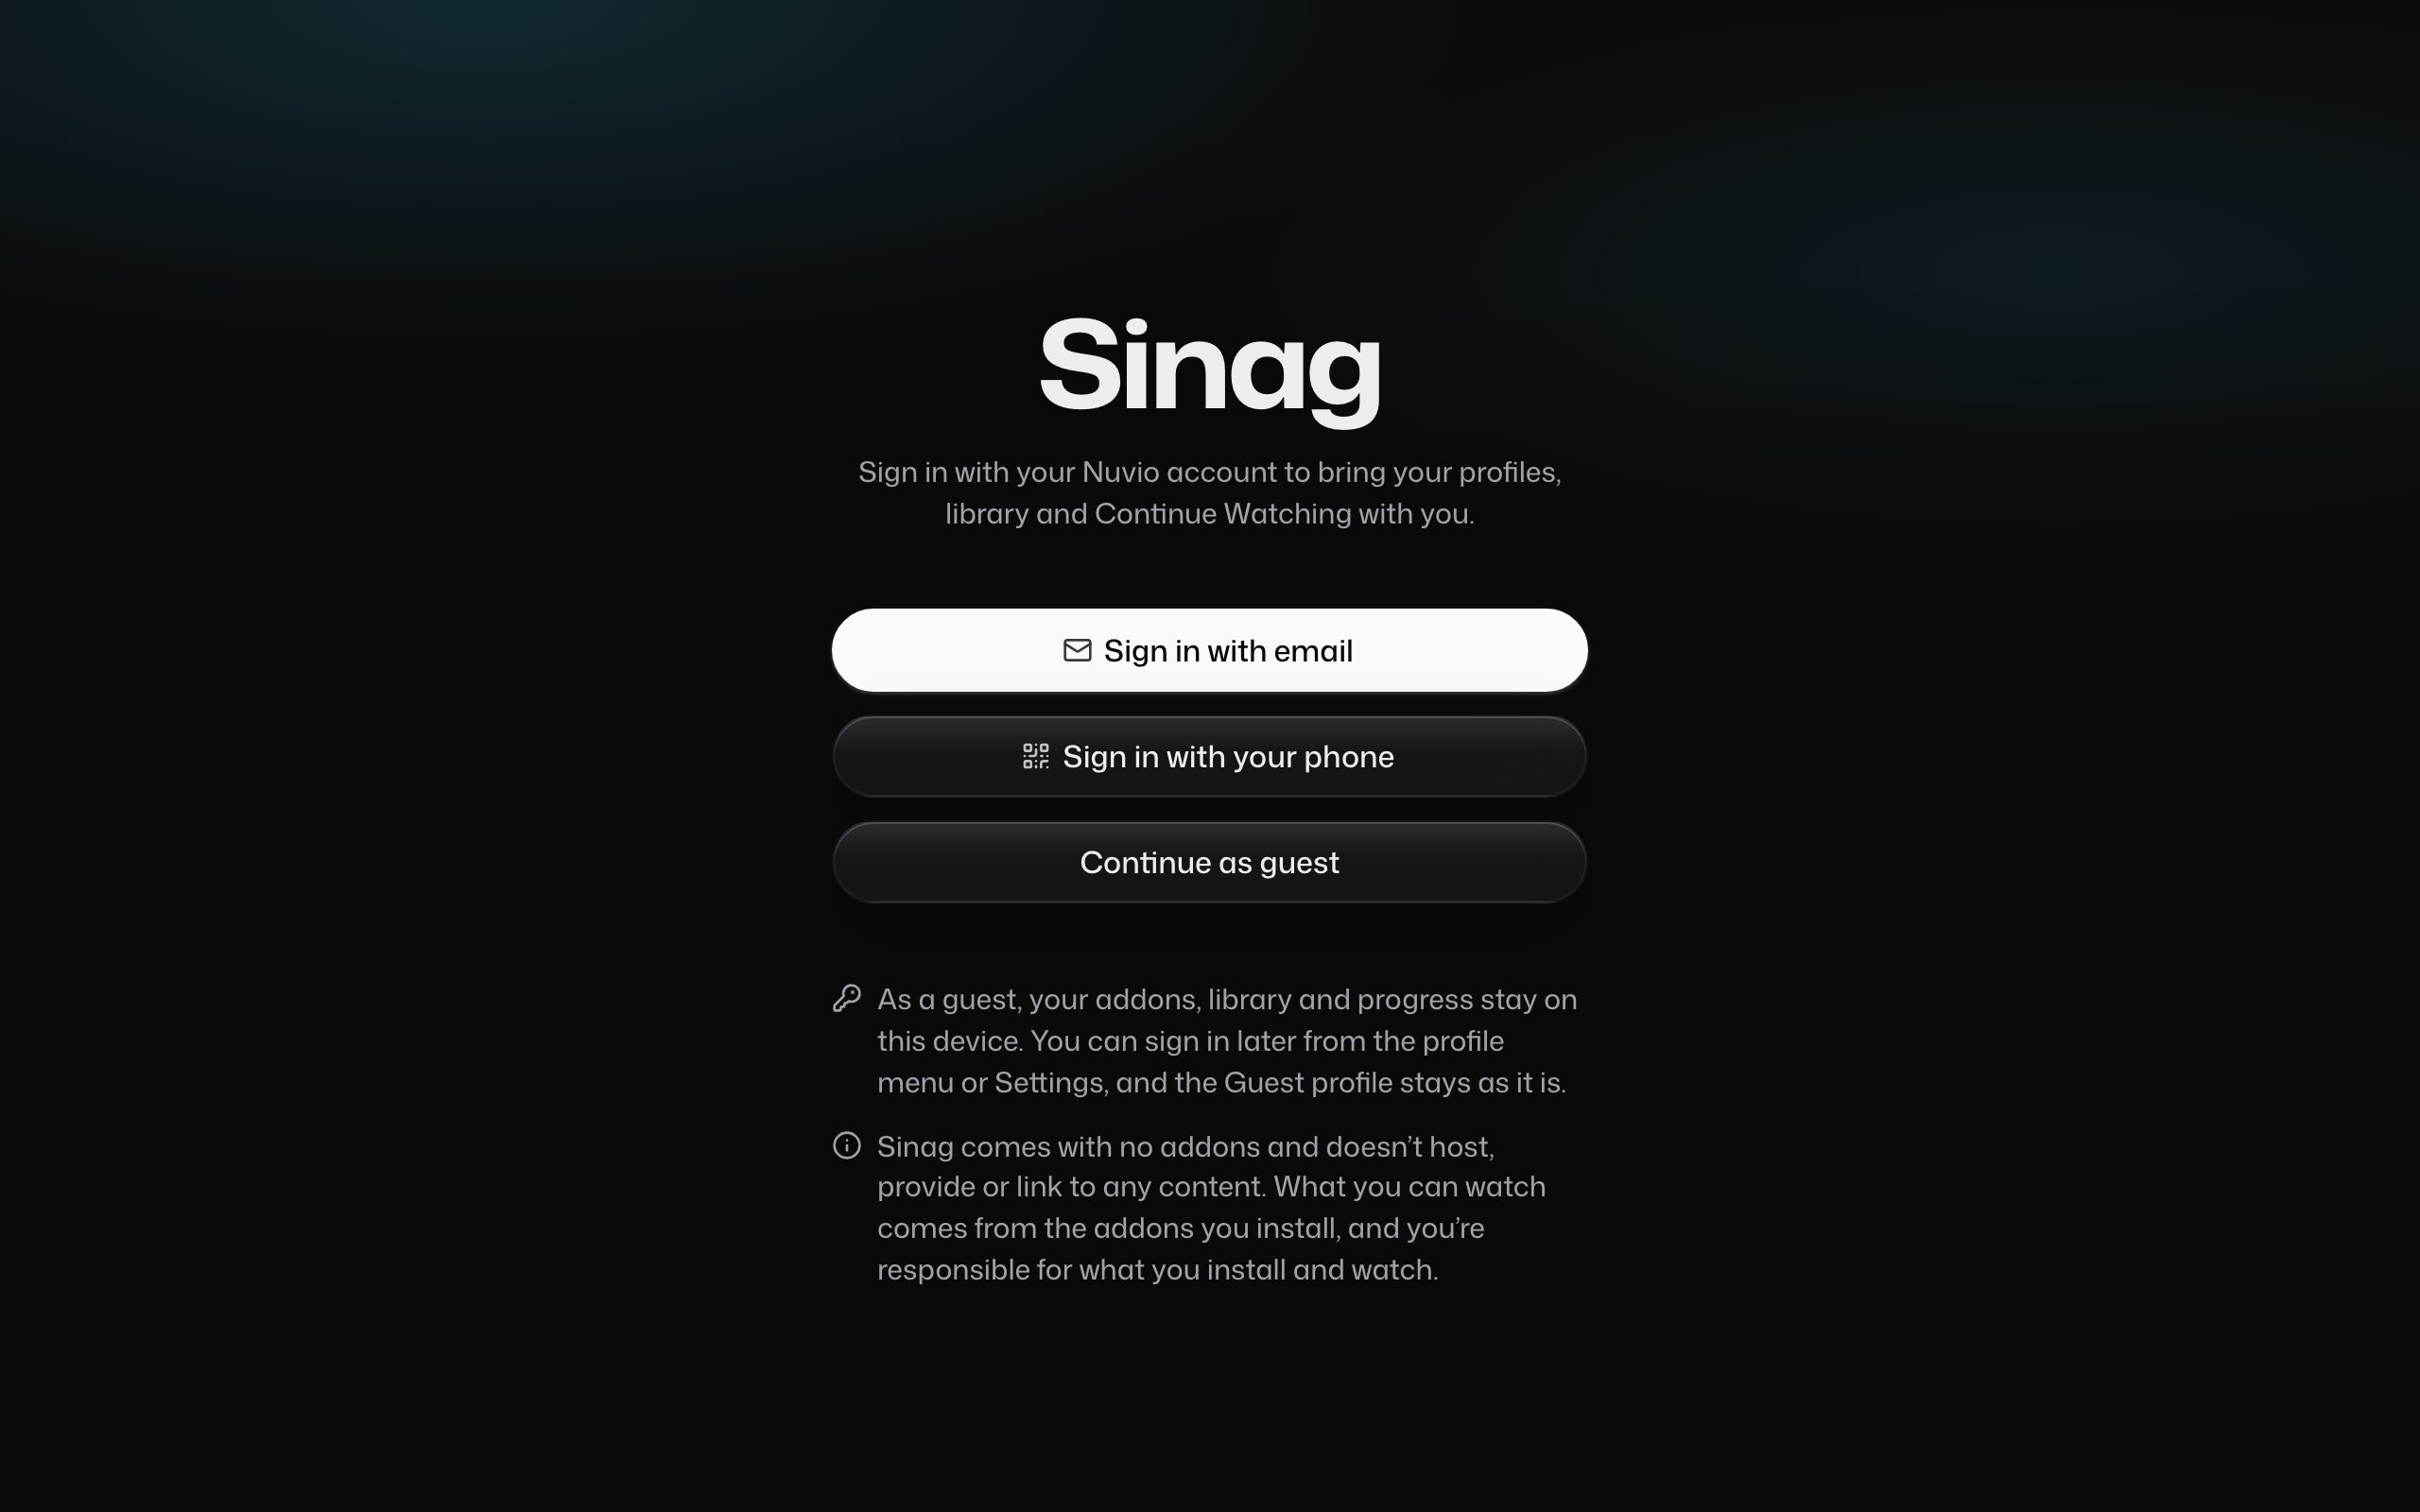 Sinag
Sign in with your Nuvio account to bring your profiles,
library and Continue Watching with you.
Sign in with email
Sign in with your phone
Continue as guest
As a guest, your addons, library and progress stay on
this device. You can sign in later from the profile
menu or Settings, and the Guest profile stays as it is.
Sinag comes with no addons and doesn’t host,
provide or link to any content. What you can watch
comes from the addons you install, and you’re
responsible for what you install and watch.